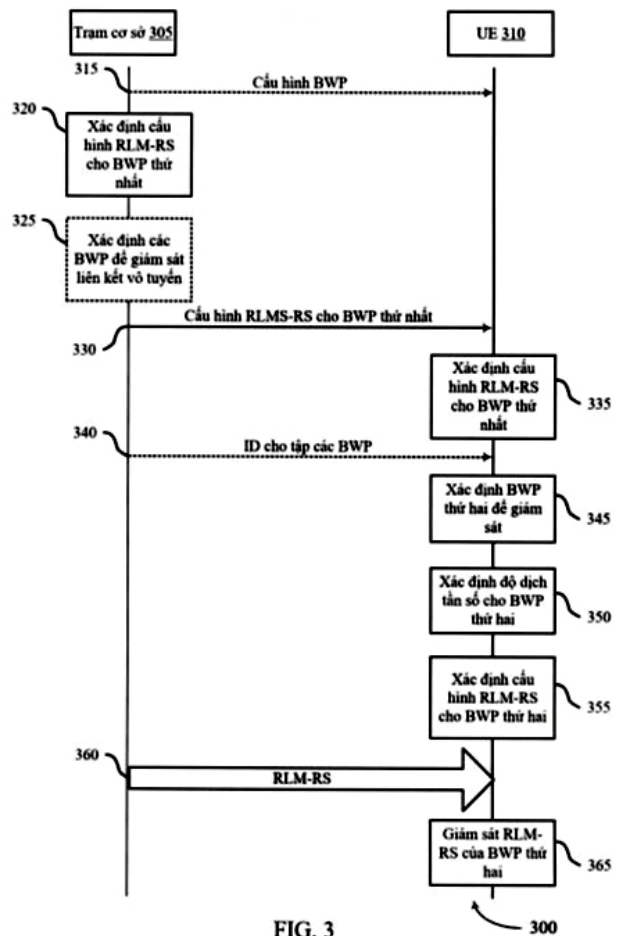 Trạm cơ sở 305
UE 310
315
Cấu hình BWP
320
Xác định cấu
hình RLM-RS
cho BWP thứ
nhất
325
Xác định các
BWP để giám sát
liên kết vô tuyến
Cấu hình RLMS-RS cho BWP thứ nhất
330
Xác định cấu
hình RLM-RS
cho BWP thứ
nhất
335
340
ID cho tập các BWP
Xác định BWP
thứ hai để giám
sát
345
Xác định độ dịch
tần số cho BWP
thứ hai
350
Xác định cấu
hình RLM-RS
cho BWP thứ hai
355
360
RLM-RS
Giám sát RLM-
RS của BWP thứ
hai
365
300
FIG. 3